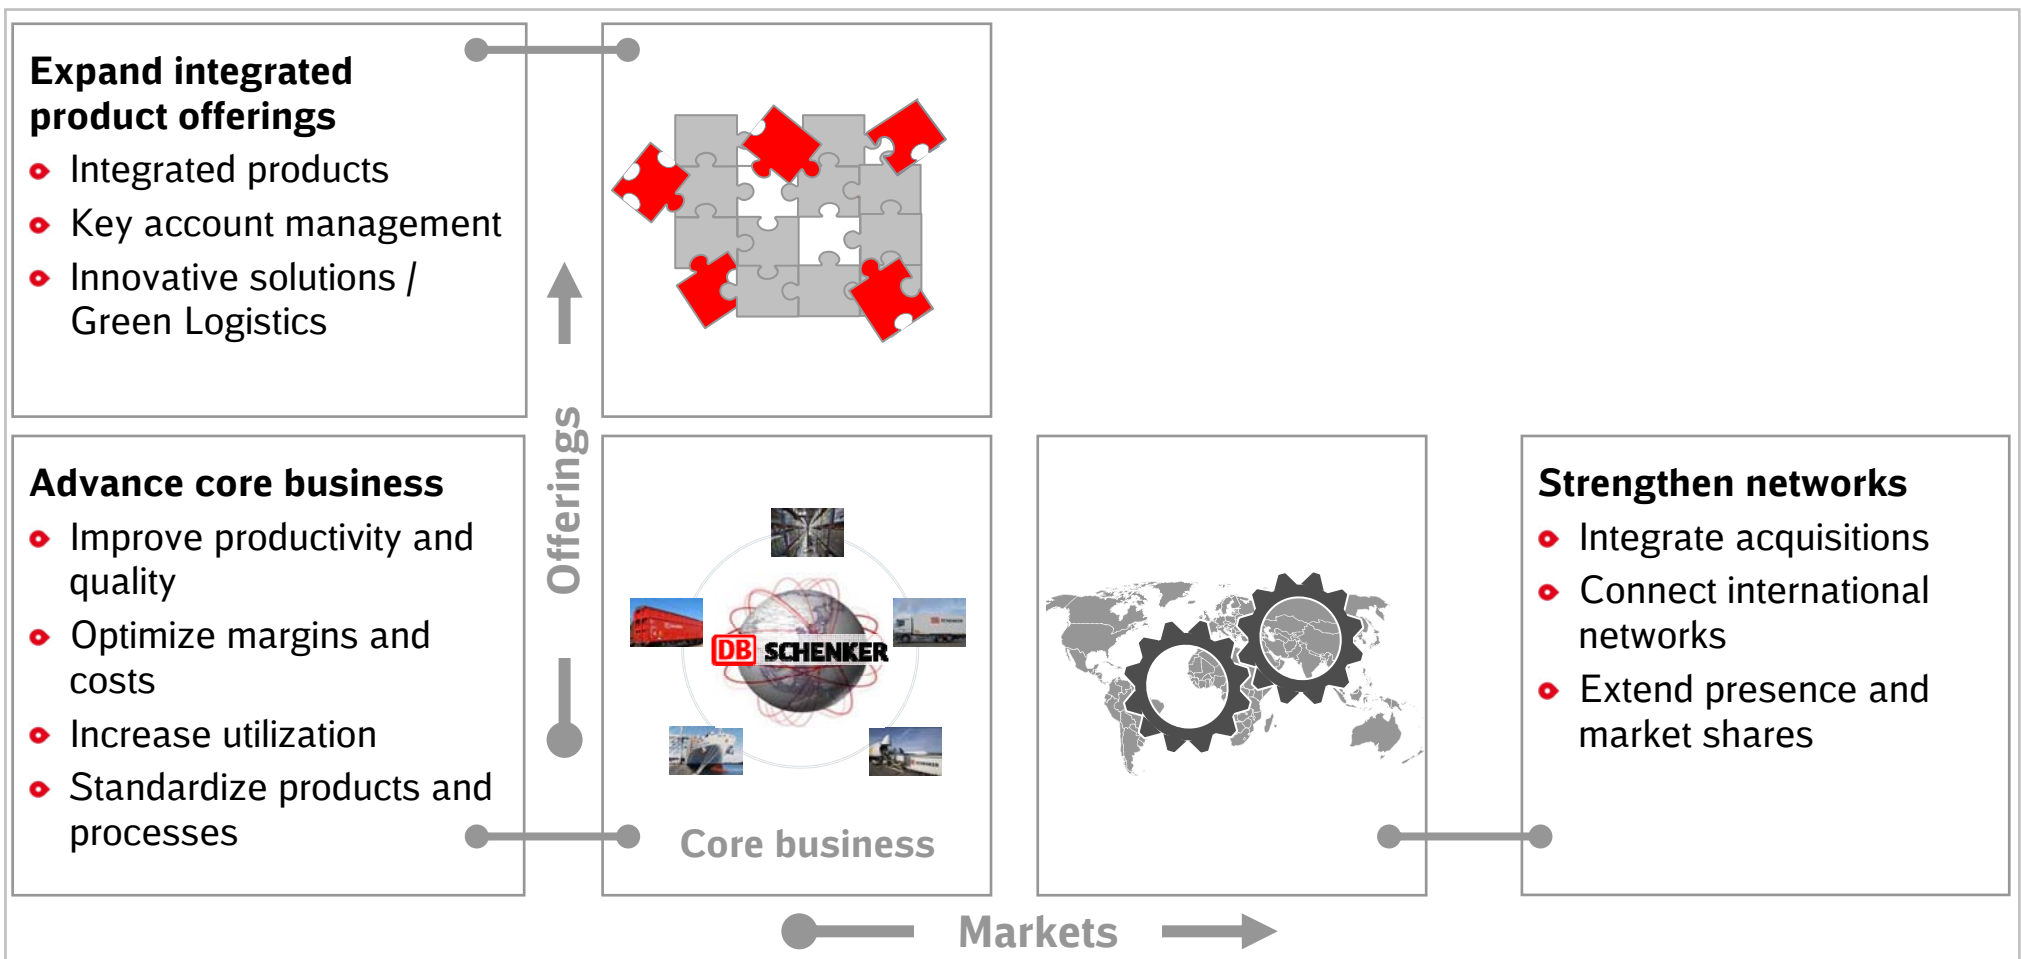 Expand integrated
product offerings
Integrated products
Key account management
Innovative solutions /
Green Logistics
Offerings
Advance core business
Improve productivity and
quality
Optimize margins and
costs
Increase utilization
Standardize products and
processes
DB SCHENKER
Core business
Strengthen networks
Integrate acquisitions
Connect international
networks
Extend presence and
market shares
Markets